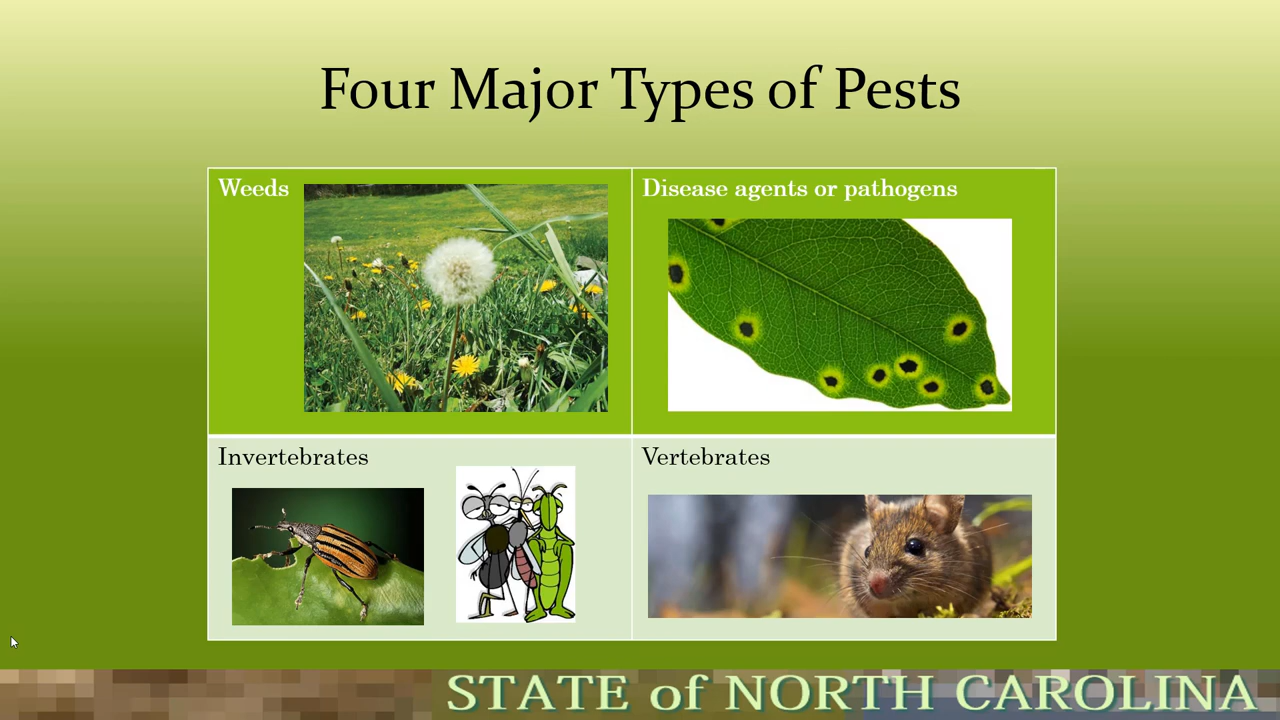 Four Major Types of Pests
Weeds
Disease agents or pathogens
Invertebrates
Vertebrates
STATE of NORTH CAROLINA